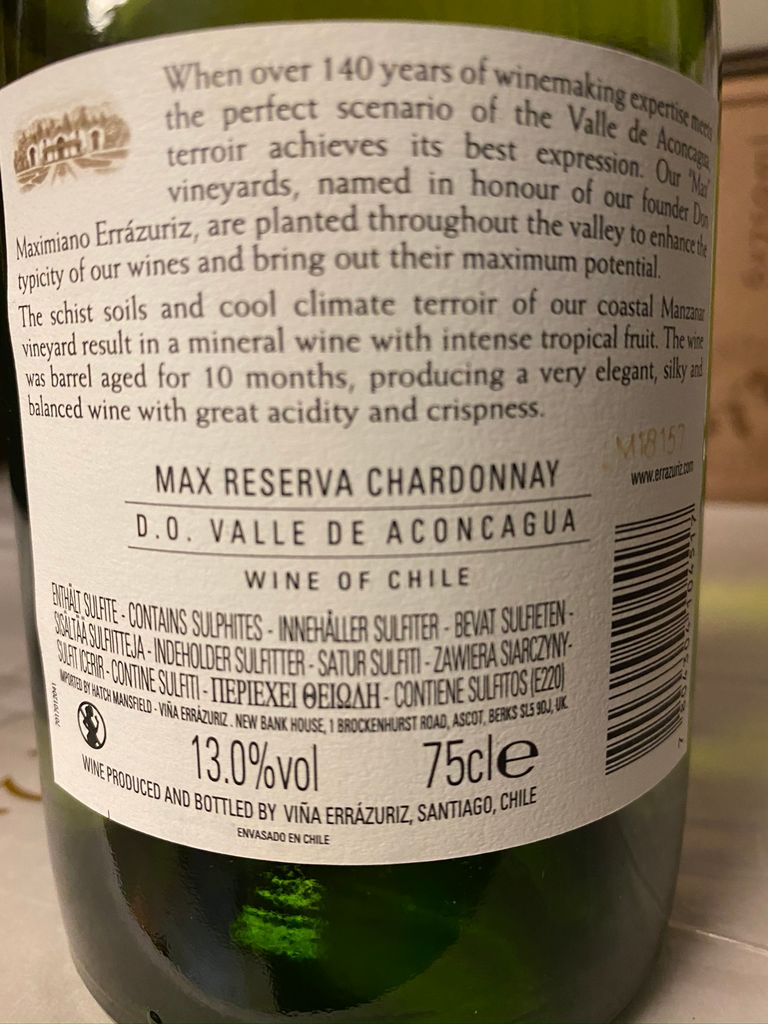 When over 140 years of winemaking expertise meets
the perfect scenario of the Valle de Aconcagua,
terroir achieves its best expression. Our "Max"
vineyards, named in honour of our founder Don
Maximiano Errázuriz, are planted throughout the valley to enhance the
typicity of our wines and bring out their maximum potential.
The schist soils and cool climate terroir of our coastal Manzanar
vineyard result in a mineral wine with intense tropical fruit. The wine
was barrel aged for 10 months, producing a very elegant, silky and
balanced wine with great acidity and crispness.
M18157
www.errazuriz.com
MAX RESERVA CHARDONNAY
D.O. VALLE DE ACONCAGUA
WINE OF CHILE
ENTHÄLT SULFITE - CONTAINS SULPHITES - INNEHÅLLER SULFITER - BEVAT SULFIETEN -
SISÄLTÄÄ SULFIITTEJA - INDEHOLDER SULFITTER - SATUR SULFITI - ZAWIERA SIARCZYNY-
SULFIT ICERIR - CONTINE SULFITI - ΠΕΡΙΕΧΕΙ ΘΕΙΩΔΗ - CONTIENE SULFITOS (E220)
IMPORTED BY HATCH MANSFIELD - VIÑA ERRÁZURIZ . NEW BANK HOUSE, 1 BROCKENHURST ROAD, ASCOT, BERKS SL5 9DJ, UK.
13.0%vol 75cl e
WINE PRODUCED AND BOTTLED BY VIÑA ERRÁZURIZ, SANTIAGO, CHILE
ENVASADO EN CHILE